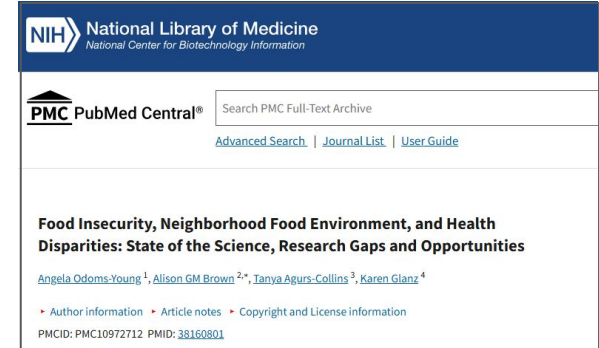 NIH National Library of Medicine
National Center for Biotechnology Information
PMC PubMed Central®
Search PMC Full-Text Archive
Advanced Search | Journal List | User Guide
Food Insecurity, Neighborhood Food Environment, and Health
Disparities: State of the Science, Research Gaps and Opportunities
Angela Odoms-Young 1, Alison GM Brown 2,*, Tanya Agurs-Collins 3, Karen Glanz 4
▸ Author information ▸ Article notes ▸ Copyright and License information
PMCID: PMC10972712 PMID: 38160801